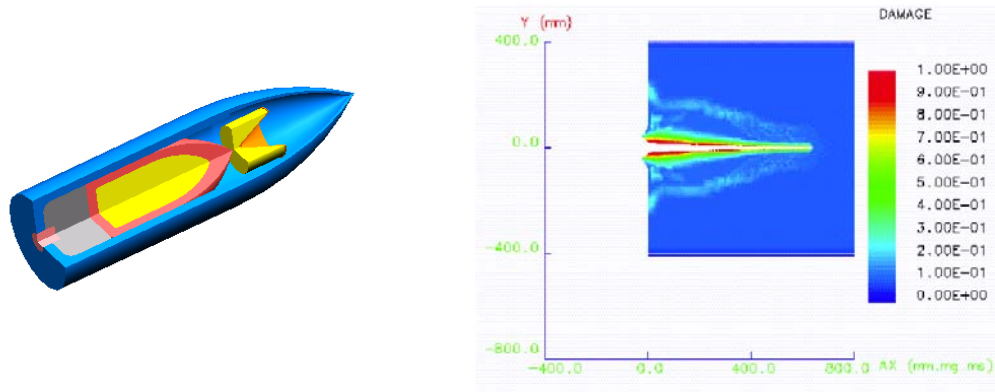 DAMAGE
Y (mm)
400.0
0.0
-400.0
-800.0
-400.0
0.0
400.0
800.0
AX (mm.mg.ms)
1.00E+00
9.00E-01
8.00E-01
7.00E-01
6.00E-01
5.00E-01
4.00E-01
3.00E-01
2.00E-01
1.00E-01
0.00E+00